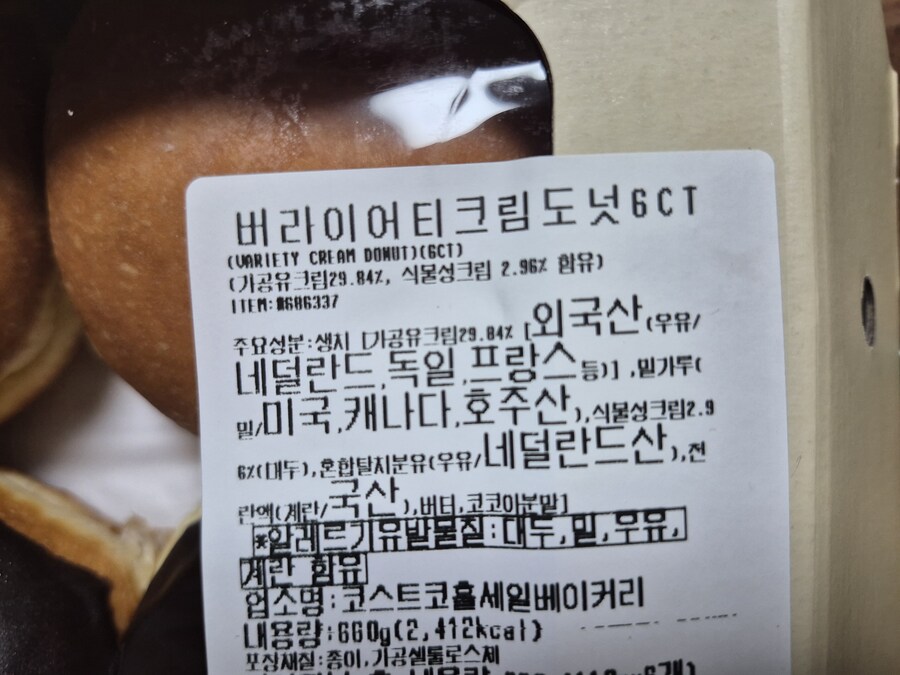 버라이어티크림도넛6CT
(VARIETY CREAM DONUT)(6CT)
(가공유크림29.84%, 식물성크림 2.96% 함유)
ITEM:#686337
주요성분:생지 [가공유크림29.84% [외국산(우유/
네덜란드,독일,프랑스등)] ,밀가루(
밀/미국,캐나다,호주산),식물성크림2.9
6%(대두),혼합탈지분유(우유/네덜란드산),전
란액(계란/국산),버터,코코아분말]
*알레르기유발물질:대두,밀,우유,
계란 함유
업조명:코스트코홀세일베이커리
내용량:660g(2,412kcal)
포장재질:종이,가공셀룰로스제